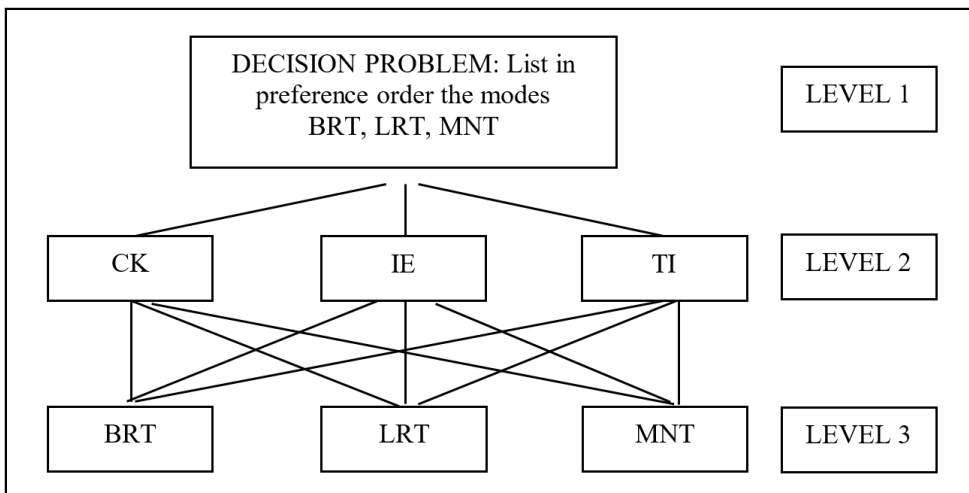 DECISION PROBLEM: List in
preference order the modes
BRT, LRT, MNT
LEVEL 1
CK
IE
TI
LEVEL 2
BRT
LRT
MNT
LEVEL 3